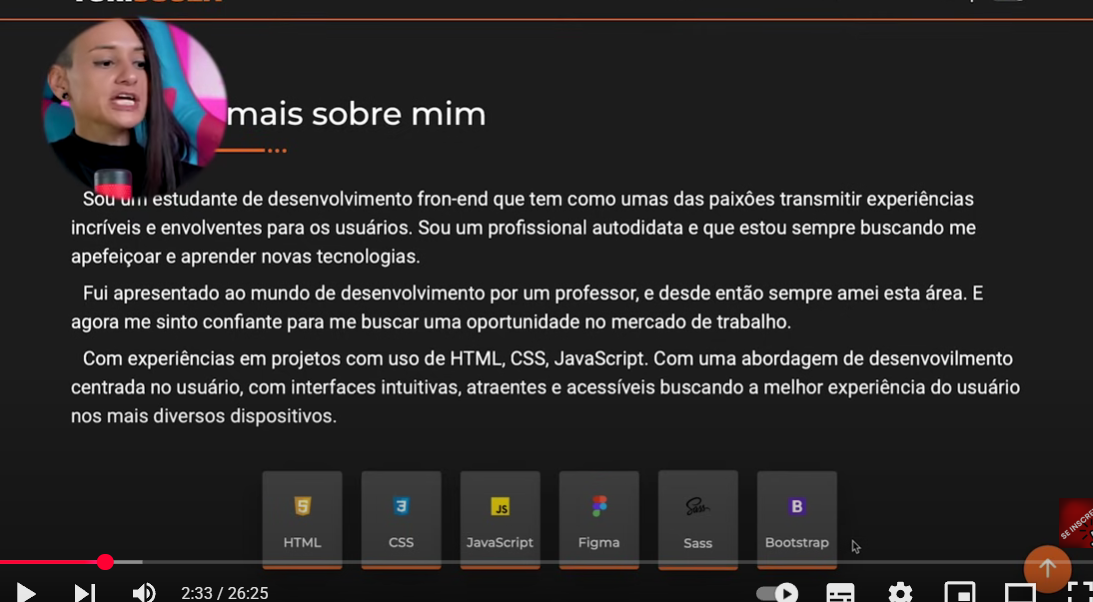 mais sobre mim
Sou um estudante de desenvolvimento fron-end que tem como umas das paixões transmitir experiências
incríveis e envolventes para os usuários. Sou um profissional autodidata e que estou sempre buscando me
apefeiçoar e aprender novas tecnologias.
Fui apresentado ao mundo de desenvolvimento por um professor, e desde então sempre amei esta área. E
agora me sinto confiante para me buscar uma oportunidade no mercado de trabalho.
Com experiências em projetos com uso de HTML, CSS, JavaScript. Com uma abordagem de desenvovilmento
centrada no usuário, com interfaces intuitivas, atraentes e acessíveis buscando a melhor experiência do usuário
nos mais diversos dispositivos.
5 3 JS Sass B
HTML CSS JavaScript Figma Sass Bootstrap
SE INSCRE
2:33 / 26:25